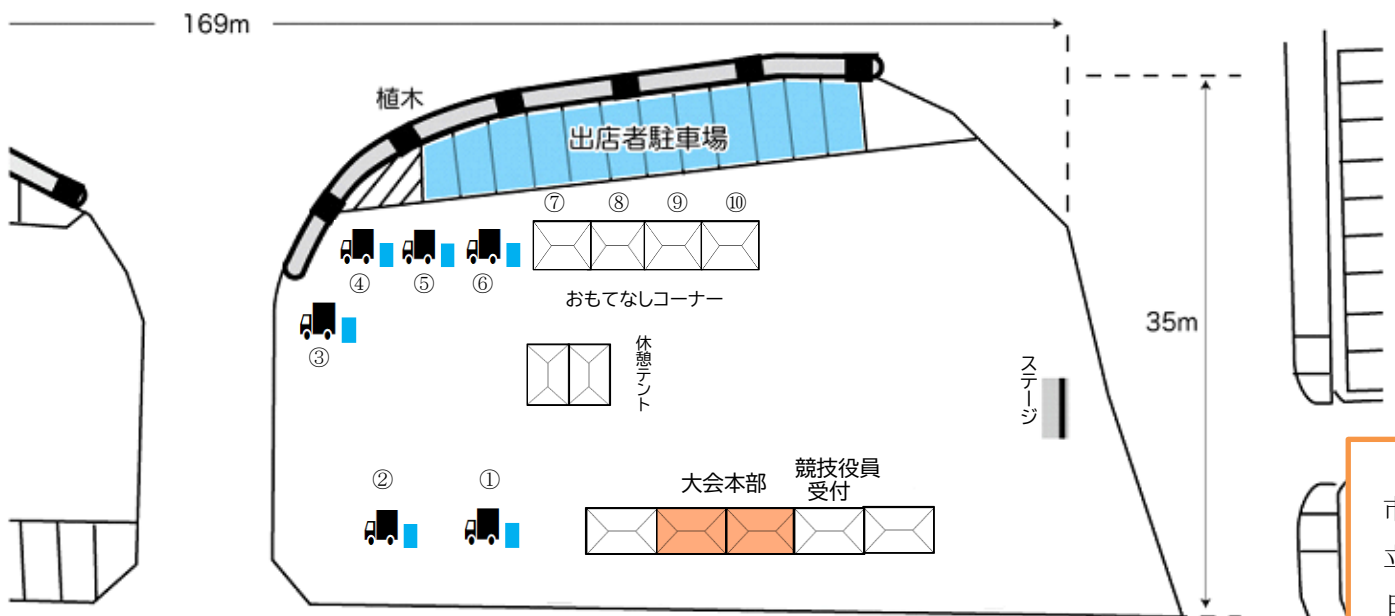 169m
植木
出店者駐車場
⑦ ⑧ ⑨ ⑩
④ ⑤ ⑥
おもてなしコーナー
35m
③
休憩テント
ステージ
② ①
大会本部
競技役員
受付